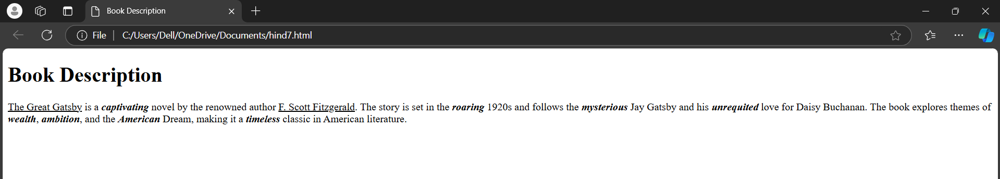 Book Description
File | C:/Users/Dell/OneDrive/Documents/hind7.html
Book Description
The Great Gatsby is a captivating novel by the renowned author F. Scott Fitzgerald. The story is set in the roaring 1920s and follows the mysterious Jay Gatsby and his unrequited love for Daisy Buchanan. The book explores themes of
wealth, ambition, and the American Dream, making it a timeless classic in American literature.